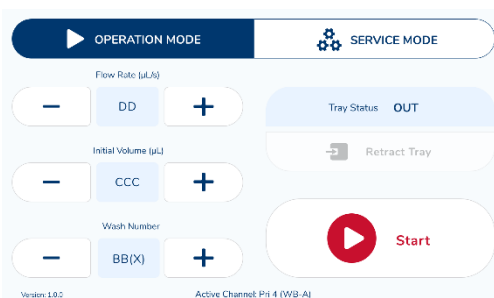 OPERATION MODE
SERVICE MODE
Flow Rate (µL/s)
− DD +
Initial Volume (µL)
− CCC +
Wash Number
− BB(X) +
Tray Status OUT
Retract Tray
Start
Version: 1.0.0
Active Channel: Pri 4 (WB-A)